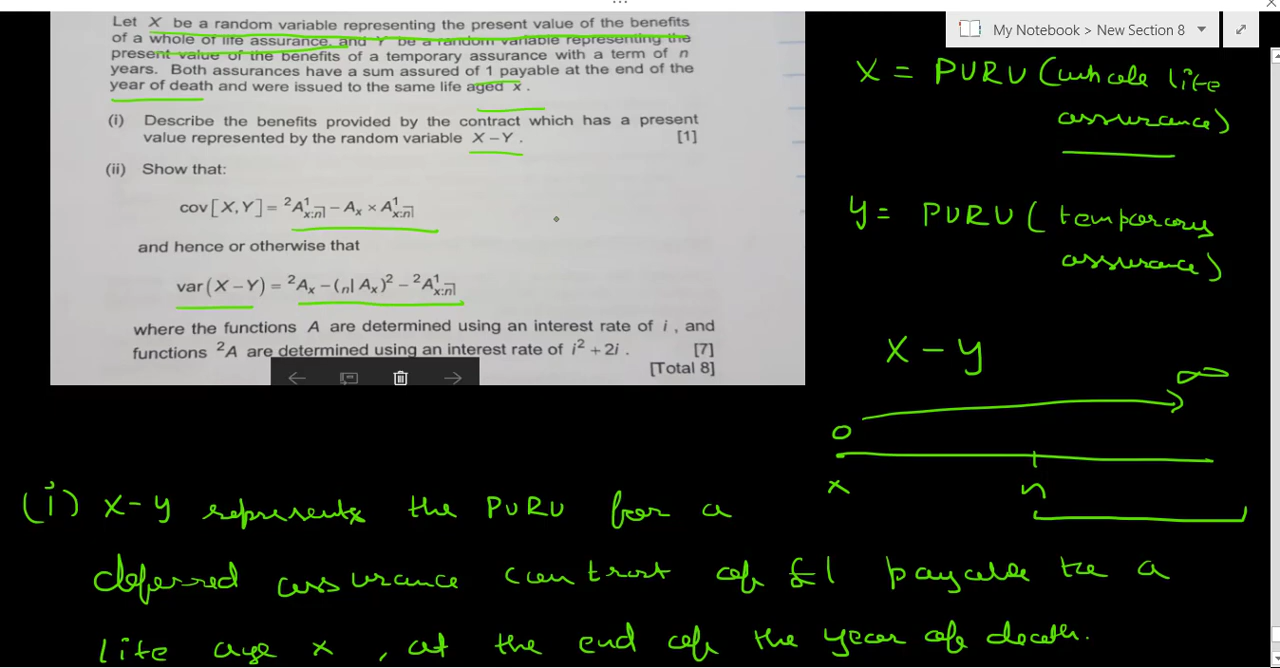 Let X be a random variable representing the present value of the benefits
of a whole of life assurance, and Y be a random variable representing the
present value of the benefits of a temporary assurance with a term of n
years. Both assurances have a sum assured of 1 payable at the end of the
year of death and were issued to the same life aged x.
(i) Describe the benefits provided by the contract which has a present
value represented by the random variable X – Y. [1]
(ii) Show that:
cov[X,Y] = ²A¹x:n̅| – Ax × A¹x:n̅|
and hence or otherwise that
var(X – Y) = ²Ax – (n|Ax)² – ²A¹x:n̅|
where the functions A are determined using an interest rate of i, and
functions ²A are determined using an interest rate of i² + 2i. [7]
[Total 8]
My Notebook > New Section 8
X = PVRV (whole life
assurance)
Y = PVRV ( temporary
assurance)
X – Y
∞
0
x n
(i) X-Y represents the PVRV for a
deferred assurance contract of £1 payable to a
life age x, at the end of the year of death.